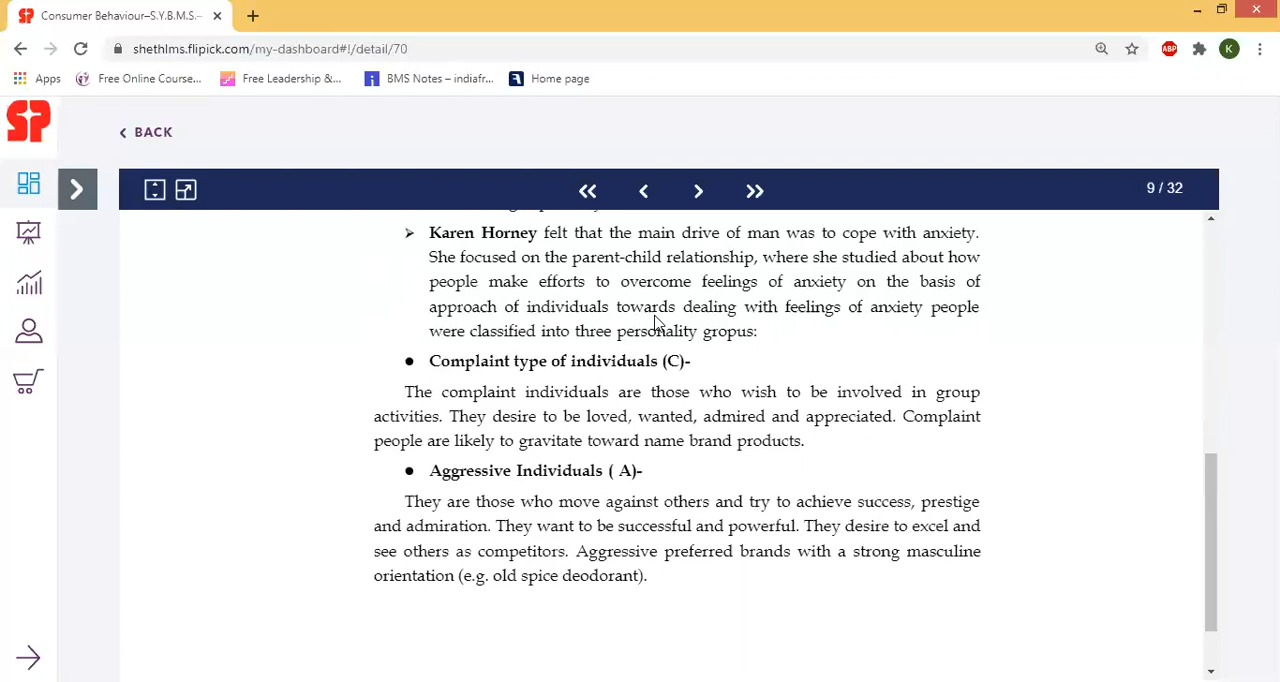 Consumer Behaviour–S.Y.B.M.S.–
shethlms.flipick.com/my-dashboard#!/detail/70
ABP
K
Apps
Free Online Course...
Free Leadership &...
BMS Notes – indiafr...
Home page
SP
BACK
9 / 32
➢ Karen Horney felt that the main drive of man was to cope with anxiety.
She focused on the parent-child relationship, where she studied about how
people make efforts to overcome feelings of anxiety on the basis of
approach of individuals towards dealing with feelings of anxiety people
were classified into three personality gropus:
● Complaint type of individuals (C)-
The complaint individuals are those who wish to be involved in group
activities. They desire to be loved, wanted, admired and appreciated. Complaint
people are likely to gravitate toward name brand products.
● Aggressive Individuals ( A)-
They are those who move against others and try to achieve success, prestige
and admiration. They want to be successful and powerful. They desire to excel and
see others as competitors. Aggressive preferred brands with a strong masculine
orientation (e.g. old spice deodorant).